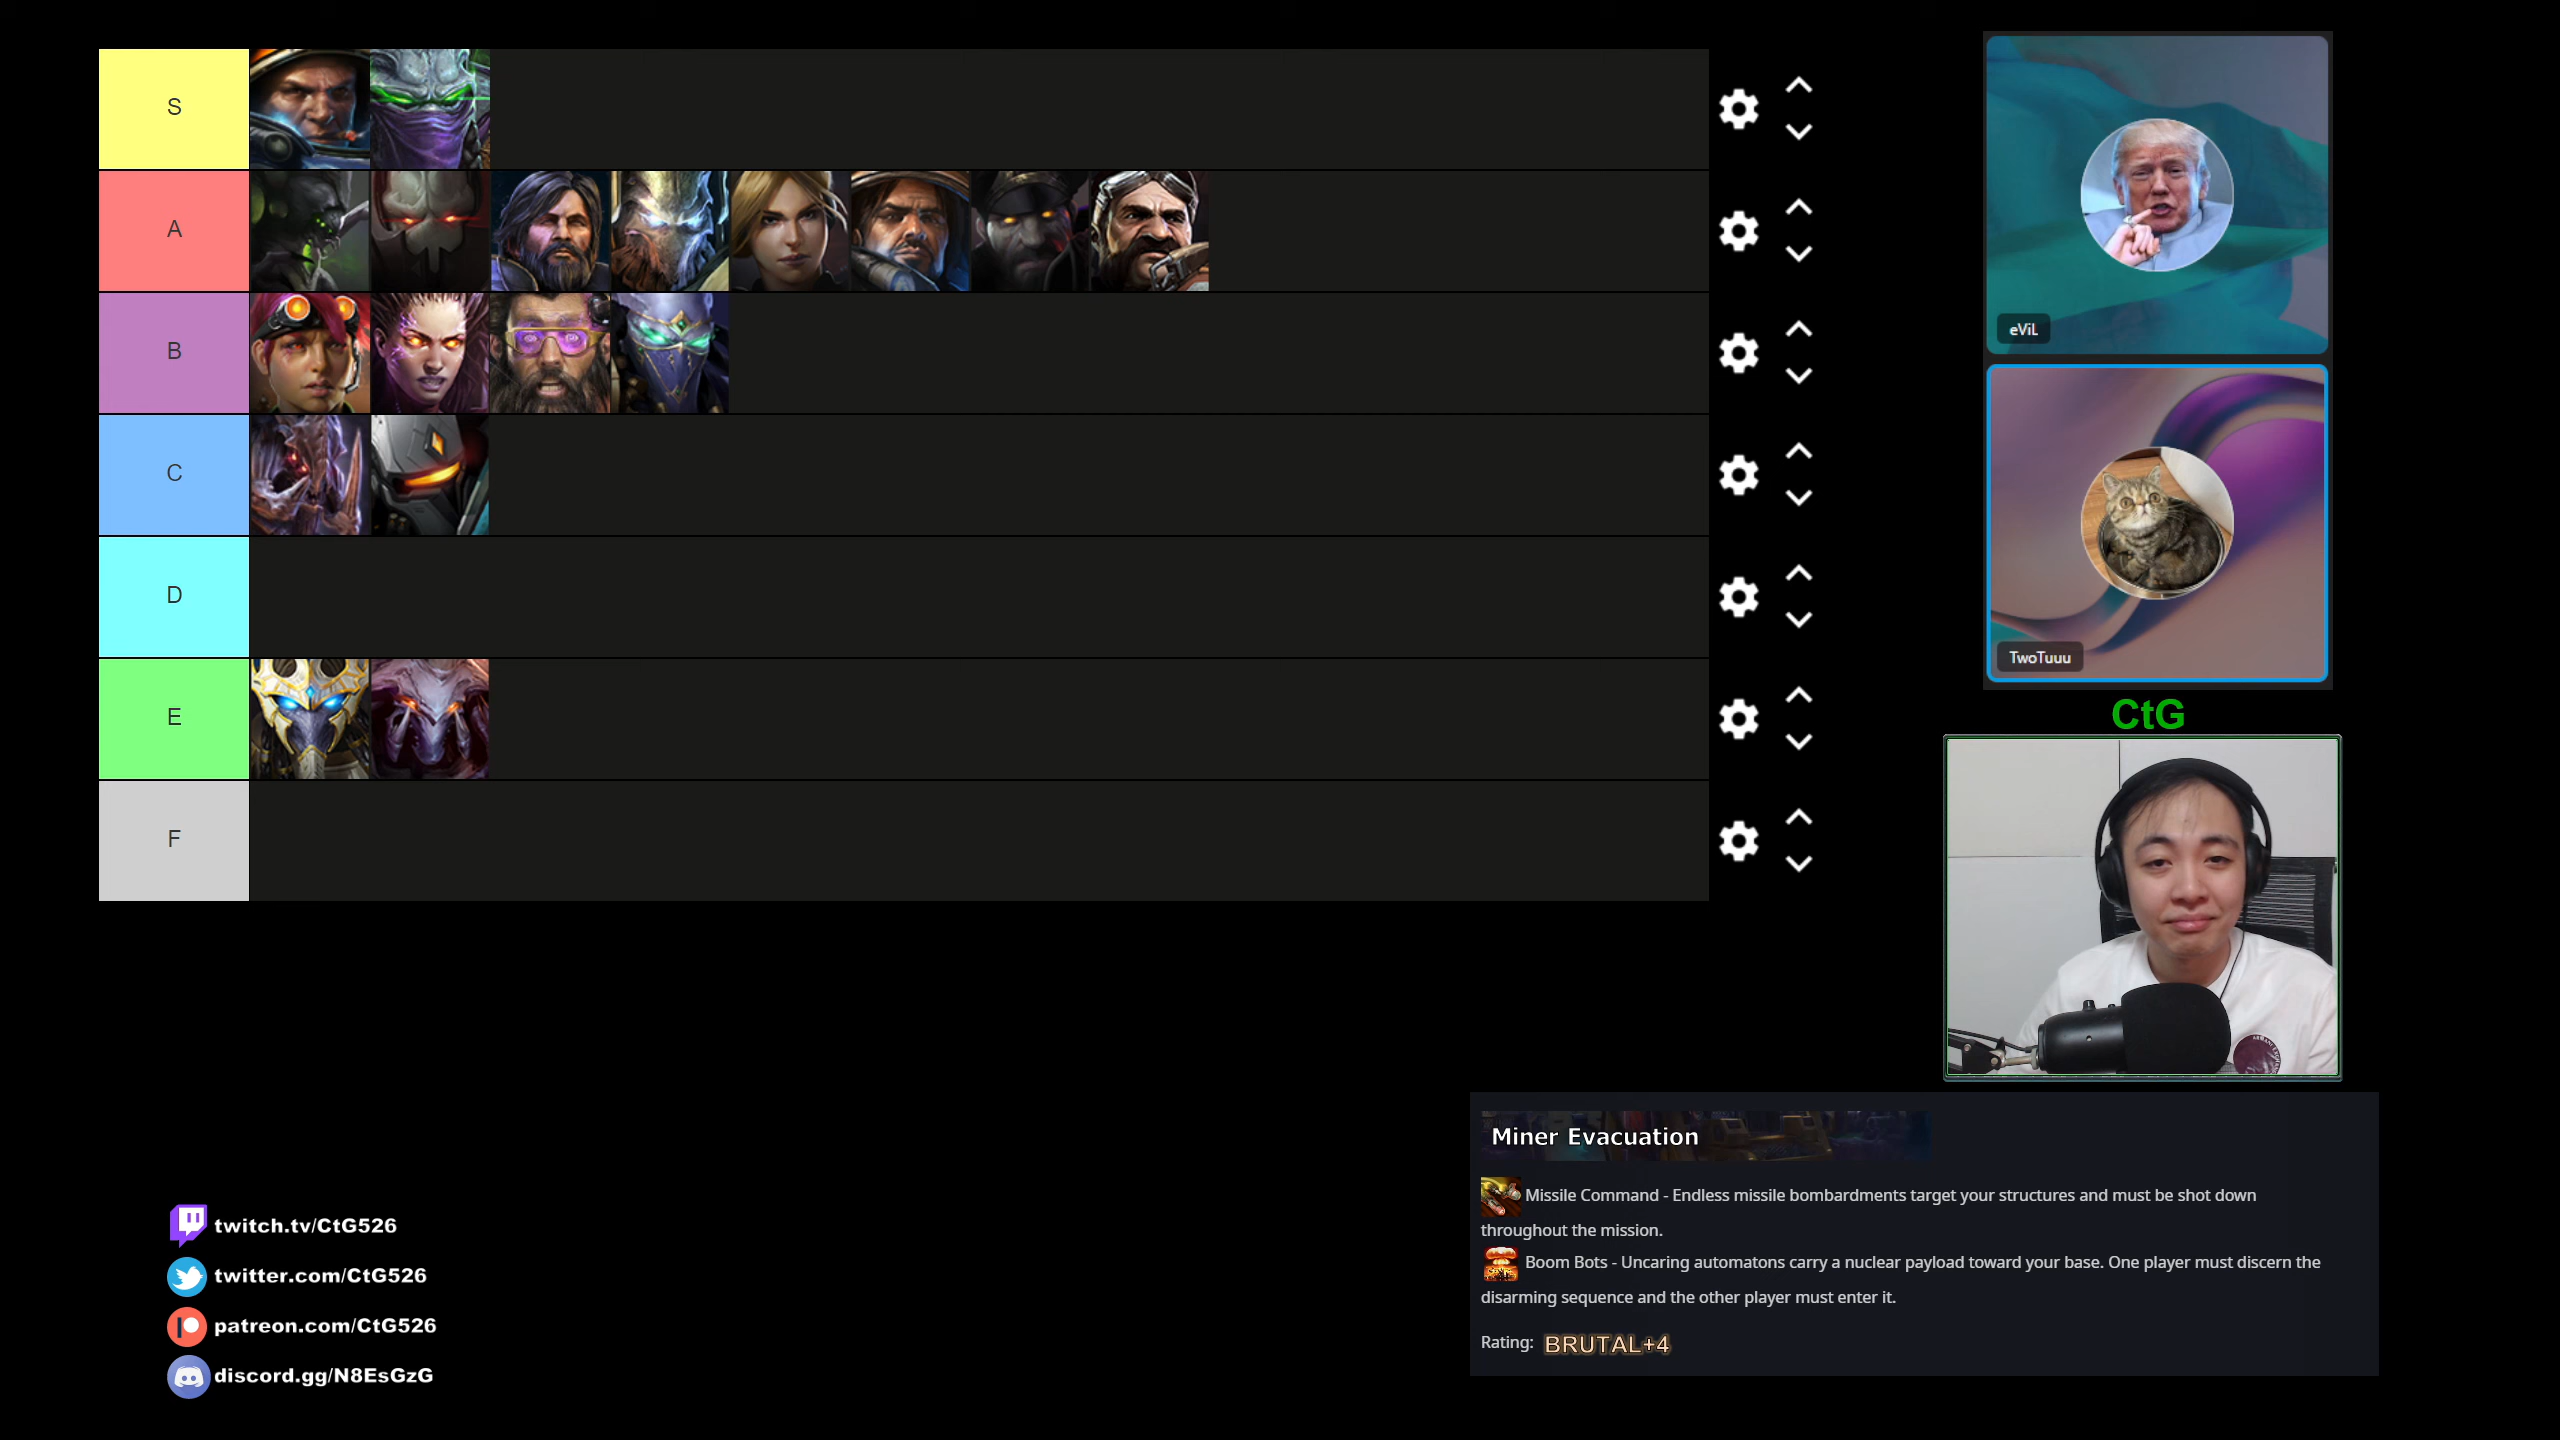 S
A
B
C
D
E
F
eViL
TwoTuuu
CtG
Miner Evacuation
Missile Command - Endless missile bombardments target your structures and must be shot down
throughout the mission.
Boom Bots - Uncaring automatons carry a nuclear payload toward your base. One player must discern the
disarming sequence and the other player must enter it.
Rating: BRUTAL+4
twitch.tv/CtG526
twitter.com/CtG526
patreon.com/CtG526
discord.gg/N8EsGzG